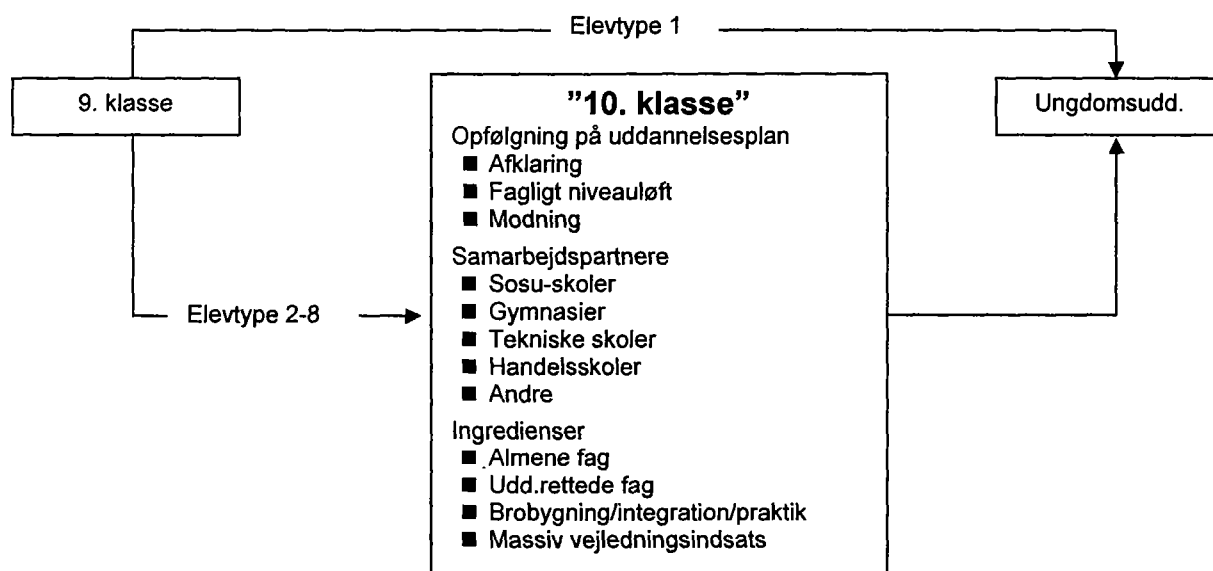 Elevtype 1
9. klasse
"10. klasse"
Opfølgning på uddannelsesplan
■ Afklaring
■ Fagligt niveauløft
■ Modning
Samarbejdspartnere
■ Sosu-skoler
■ Gymnasier
■ Tekniske skoler
■ Handelsskoler
■ Andre
Ingredienser
■ Almene fag
■ Udd.rettede fag
■ Brobygning/integration/praktik
■ Massiv vejledningsindsats
Ungdomsudd.
Elevtype 2-8